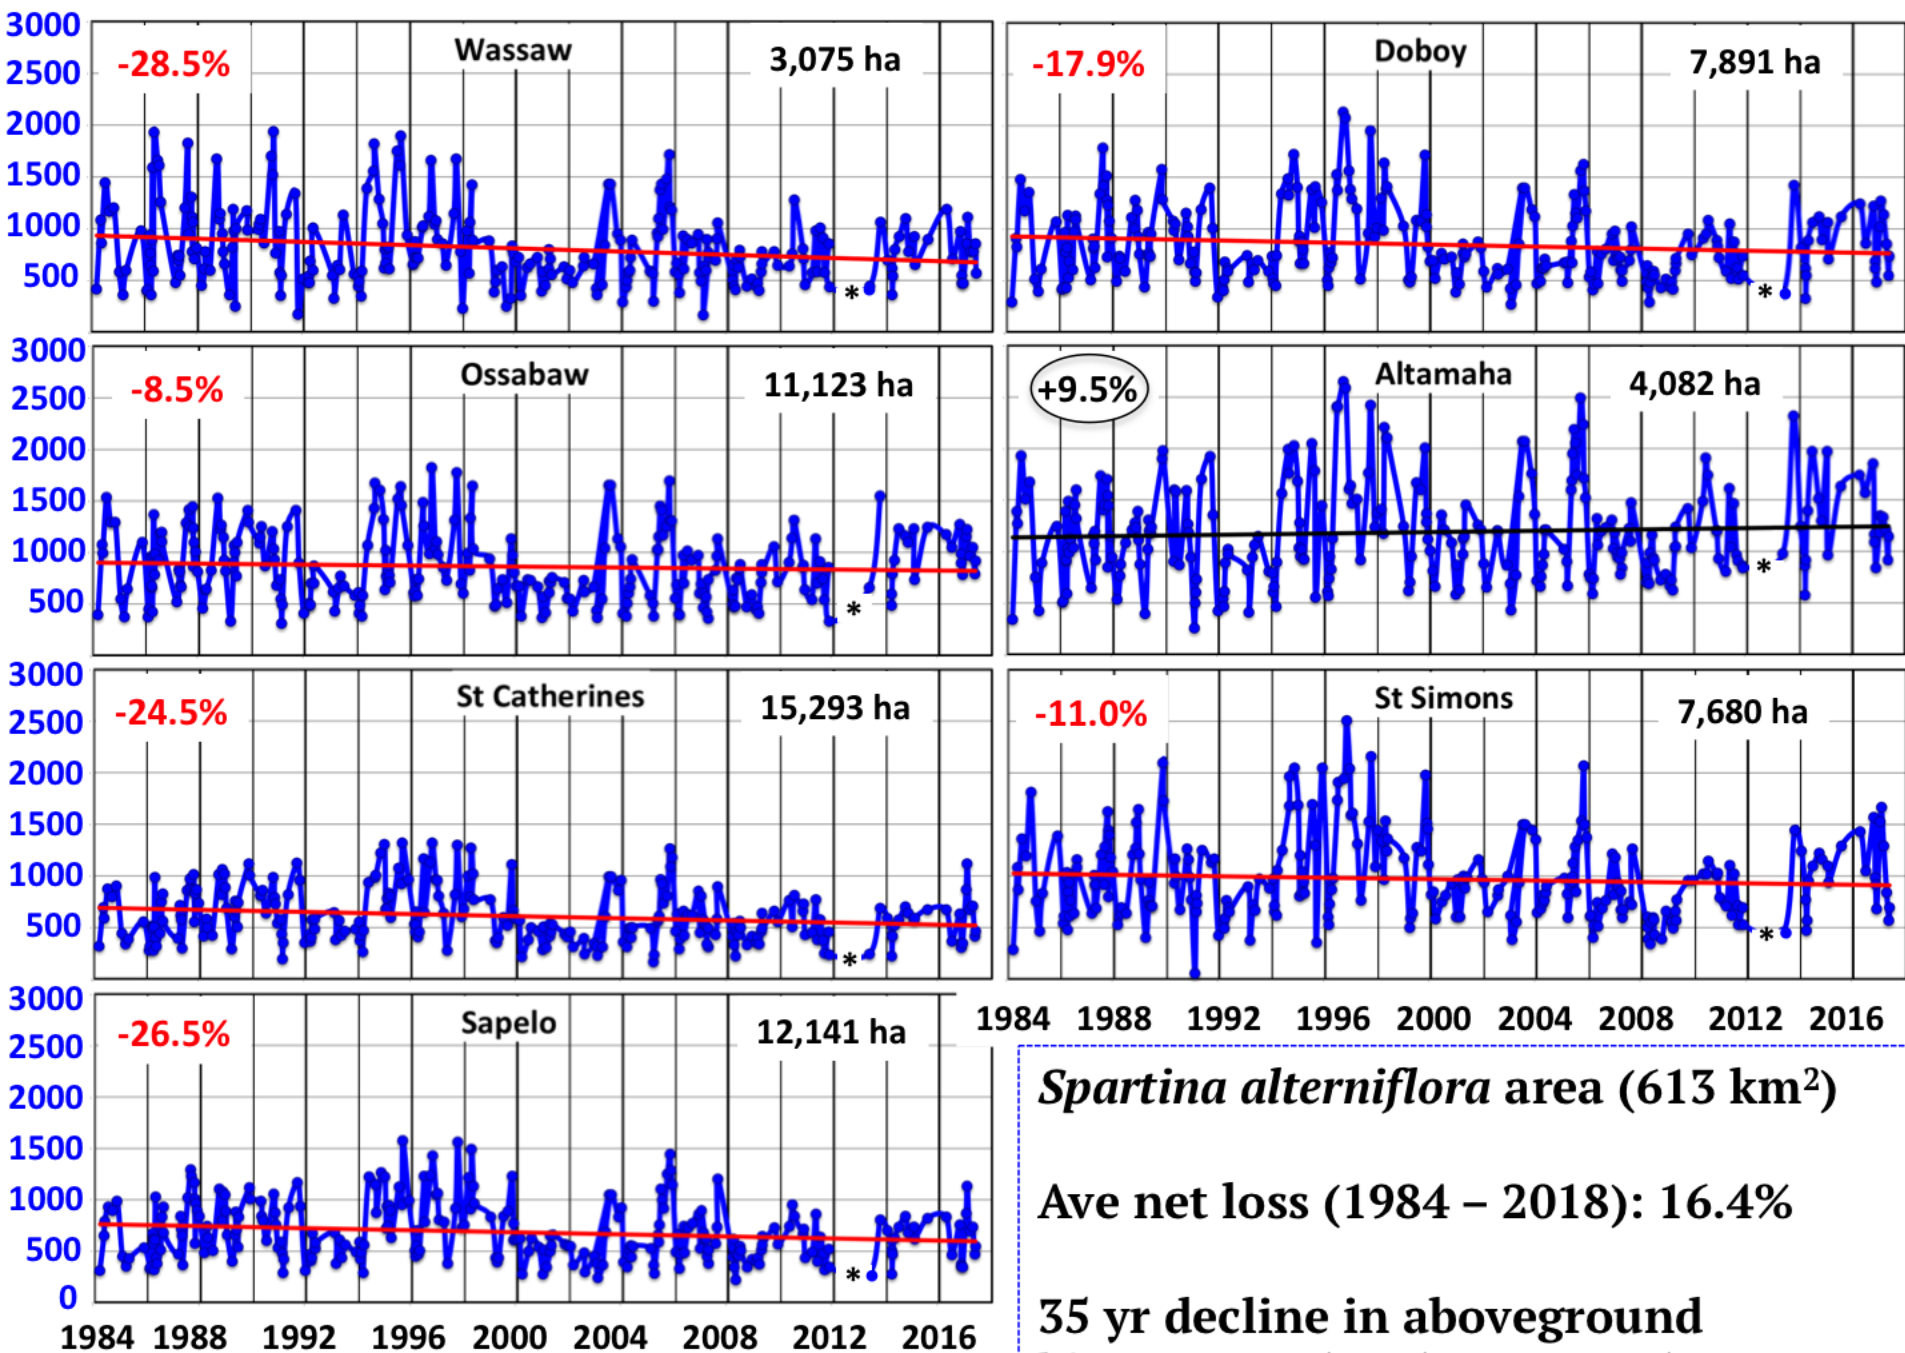 3000
2500
2000
1500
1000
500
-28.5%
Wassaw
3,075 ha
*
-17.9%
Doboy
7,891 ha
*
3000
2500
2000
1500
1000
500
-8.5%
Ossabaw
11,123 ha
*
+9.5%
Altamaha
4,082 ha
*
3000
2500
2000
1500
1000
500
-24.5%
St Catherines
15,293 ha
*
-11.0%
St Simons
7,680 ha
*
1984 1988 1992 1996 2000 2004 2008 2012 2016
3000
2500
2000
1500
1000
500
0
-26.5%
Sapelo
12,141 ha
*
1984 1988 1992 1996 2000 2004 2008 2012 2016
Spartina alterniflora area (613 km²)
Ave net loss (1984 – 2018): 16.4%
35 yr decline in aboveground